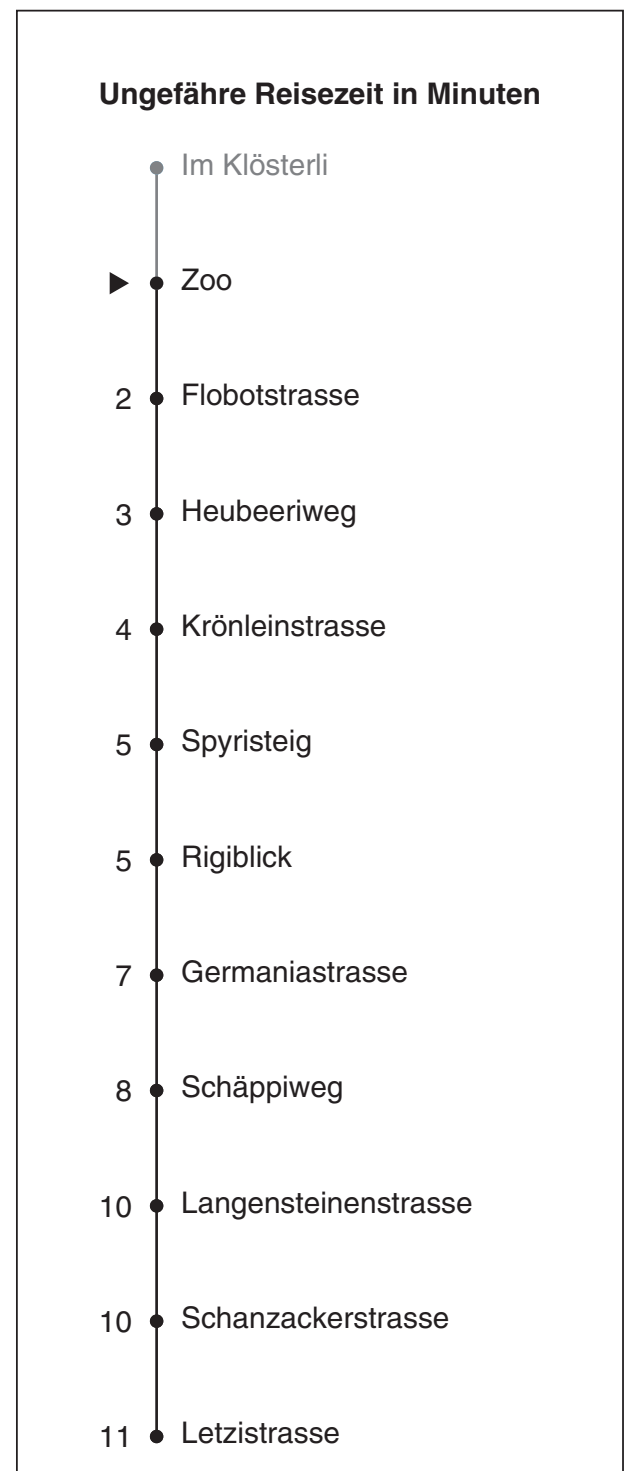 Ungefähre Reisezeit in Minuten
Im Klösterli
Zoo
2 Flobotstrasse
3 Heubeeriweg
4 Krönleinstrasse
5 Spyristeig
5 Rigiblick
7 Germaniastrasse
8 Schäppiweg
10 Langensteinenstrasse
10 Schanzackerstrasse
11 Letzistrasse